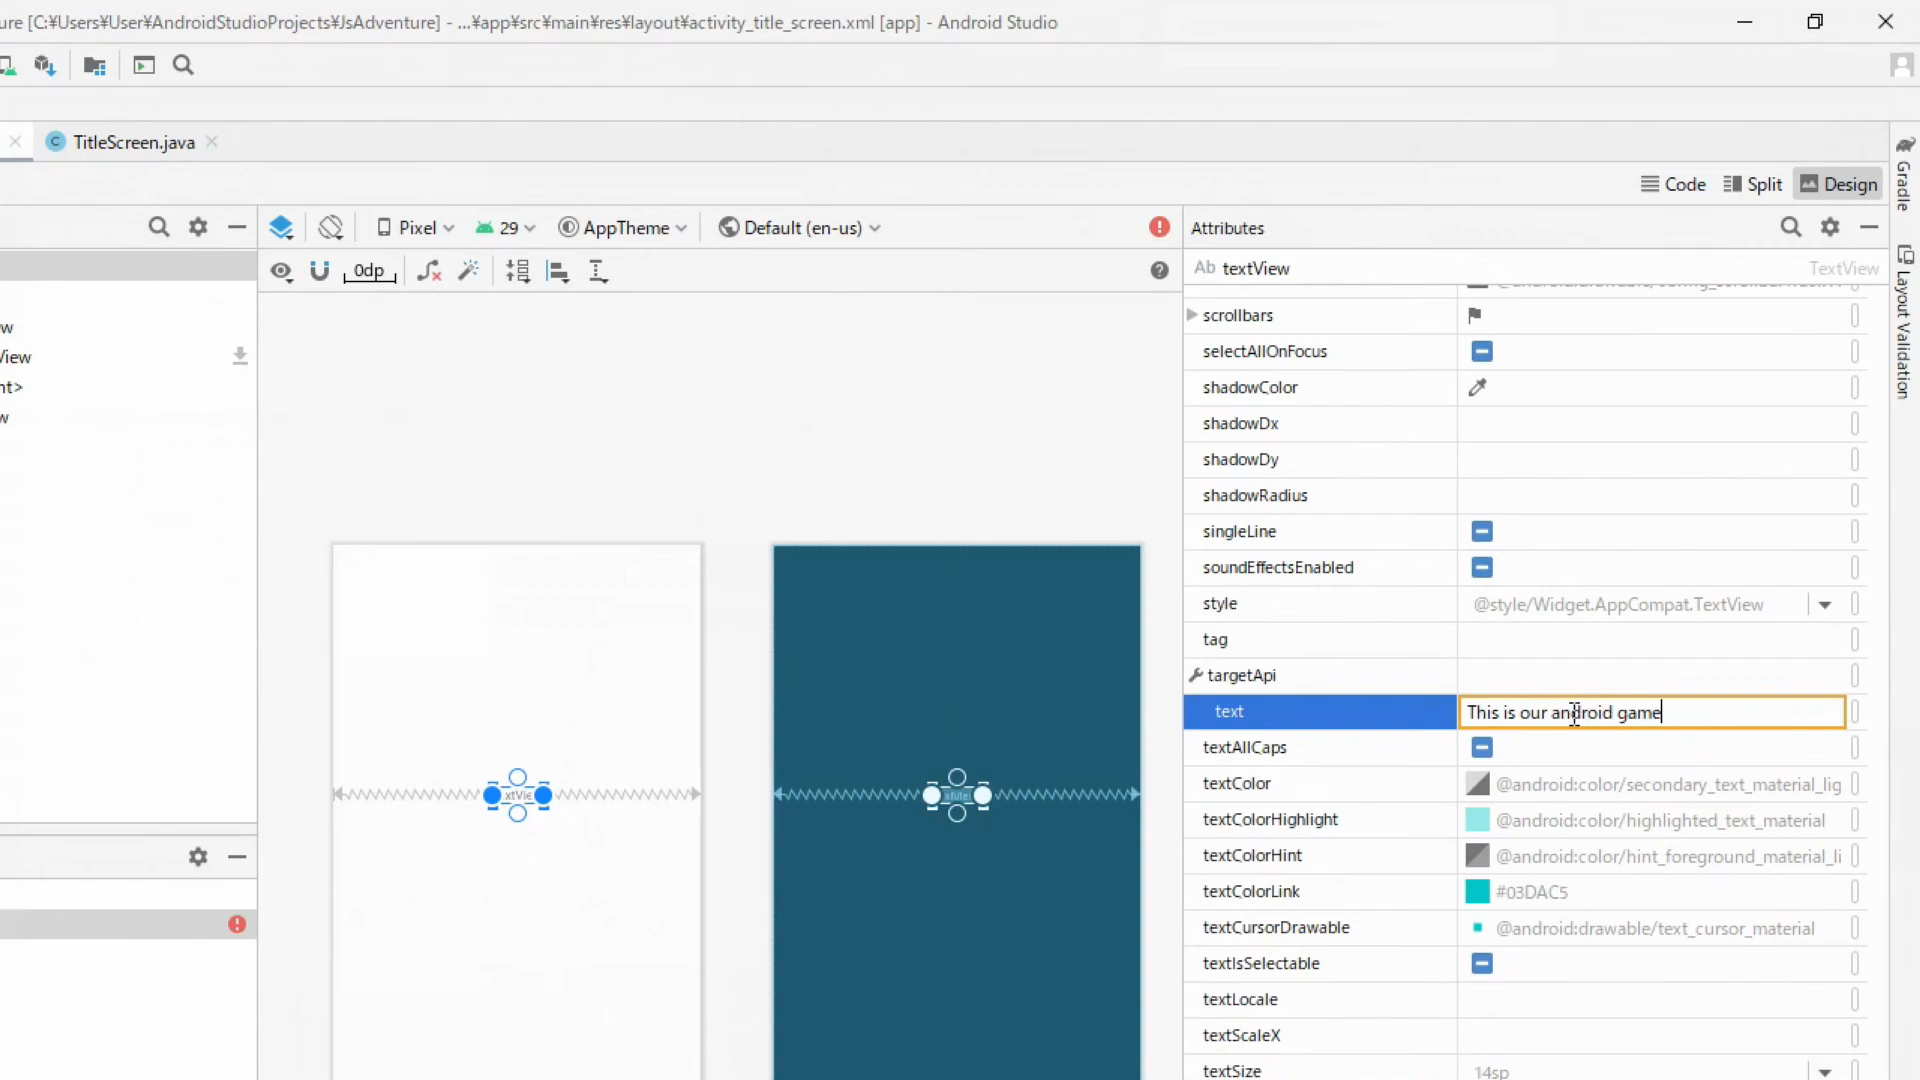 ure [C:¥Users¥User¥AndroidStudioProjects¥JsAdventure] - ...¥app¥src¥main¥res¥layout¥activity_title_screen.xml [app] - Android Studio
C TitleScreen.java
Code Split Design
Pixel 29 AppTheme Default (en-us) Attributes
0dp
Ab textView TextView
Gradle
Layout Validation
w
View
nt>
w
scrollbars
selectAllOnFocus
shadowColor
shadowDx
shadowDy
shadowRadius
singleLine
soundEffectsEnabled
style @style/Widget.AppCompat.TextView
tag
targetApi
text This is our android game
textAllCaps
textColor @android:color/secondary_text_material_lig
textColorHighlight @android:color/highlighted_text_material
textColorHint @android:color/hint_foreground_material_li
textColorLink #03DAC5
textCursorDrawable @android:drawable/text_cursor_material
textIsSelectable
textLocale
textScaleX
textSize 14sp
xtVie